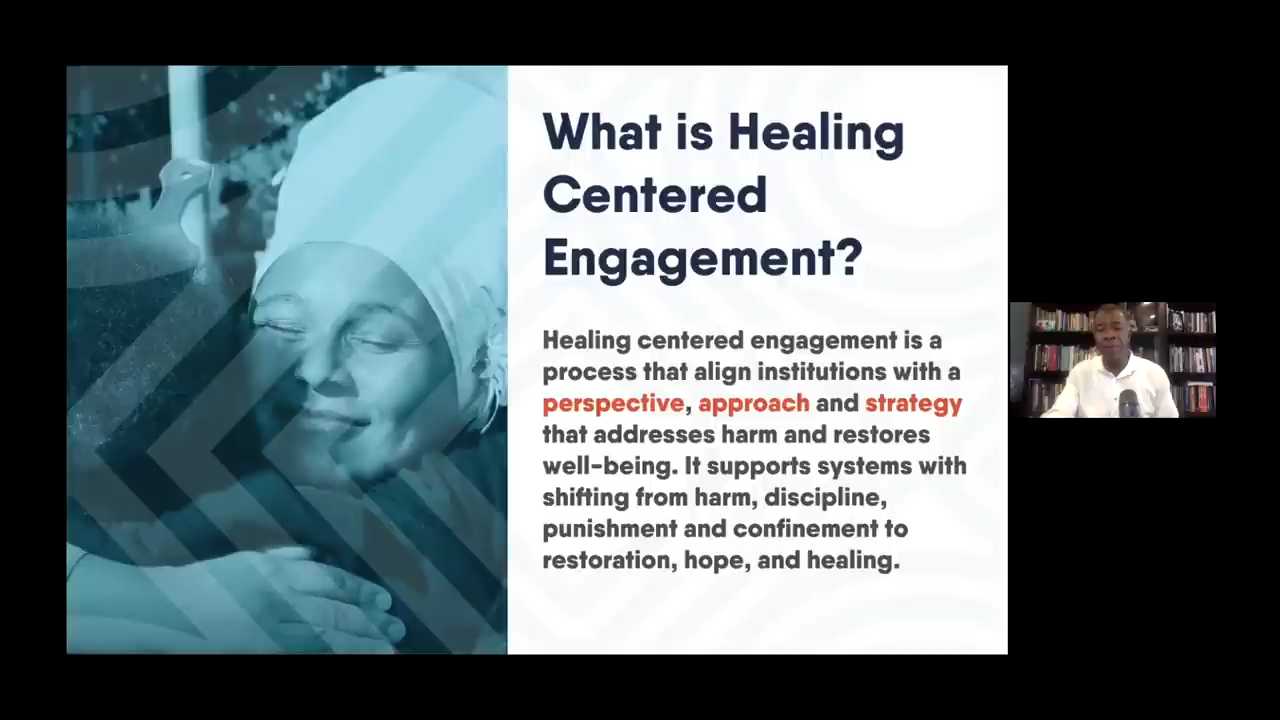 What is Healing
Centered
Engagement?
Healing centered engagement is a
process that align institutions with a
perspective, approach and strategy
that addresses harm and restores
well-being. It supports systems with
shifting from harm, discipline,
punishment and confinement to
restoration, hope, and healing.